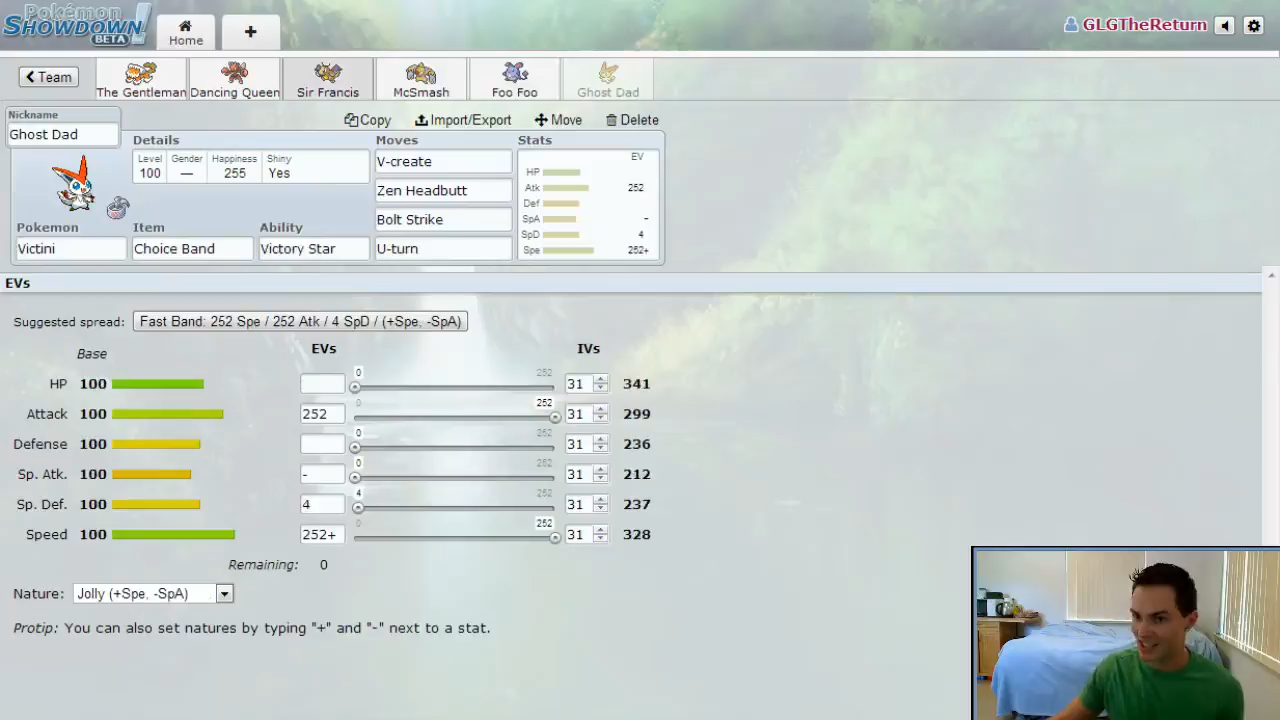 Pokémon
SHOWDOWN!
BETA
Home
+
GLGTheReturn
Team
The Gentleman
Dancing Queen
Sir Francis
McSmash
Foo Foo
Ghost Dad
Nickname
Ghost Dad
Copy
Import/Export
Move
Delete
Details
Moves
Stats
Level
Gender
Happiness
Shiny
100
—
255
Yes
V-create
Zen Headbutt
Bolt Strike
U-turn
EV
HP
Atk 252
Def
SpA -
SpD 4
Spe 252+
Pokemon
Item
Ability
Victini
Choice Band
Victory Star
EVs
Suggested spread: Fast Band: 252 Spe / 252 Atk / 4 SpD / (+Spe, -SpA)
Base
EVs
IVs
HP 100 0 252 31 341
Attack 100 252 0 252 31 299
Defense 100 0 252 31 236
Sp. Atk. 100 - 0 252 31 212
Sp. Def. 100 4 4 252 31 237
Speed 100 252+ 0 252 31 328
Remaining: 0
Nature: Jolly (+Spe, -SpA)
Protip: You can also set natures by typing "+" and "-" next to a stat.